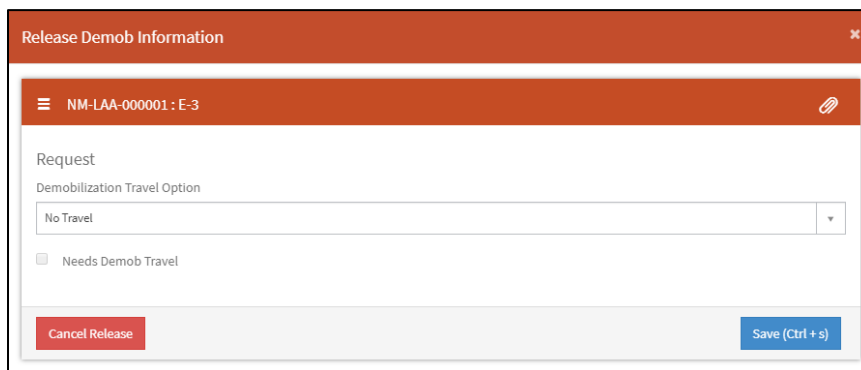 Release Demob Information
NM-LAA-000001 : E-3
Request
Demobilization Travel Option
No Travel
Needs Demob Travel
Cancel Release
Save (Ctrl + s)